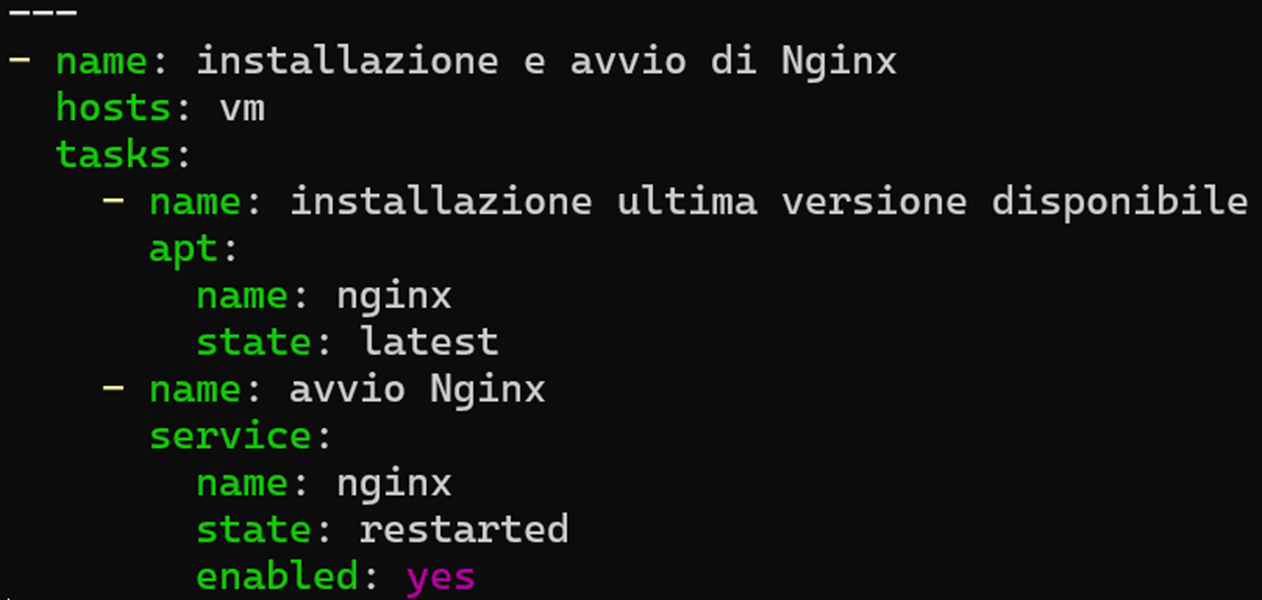 ---
- name: installazione e avvio di Nginx
  hosts: vm
  tasks:
    - name: installazione ultima versione disponibile
      apt:
        name: nginx
        state: latest
    - name: avvio Nginx
      service:
        name: nginx
        state: restarted
        enabled: yes